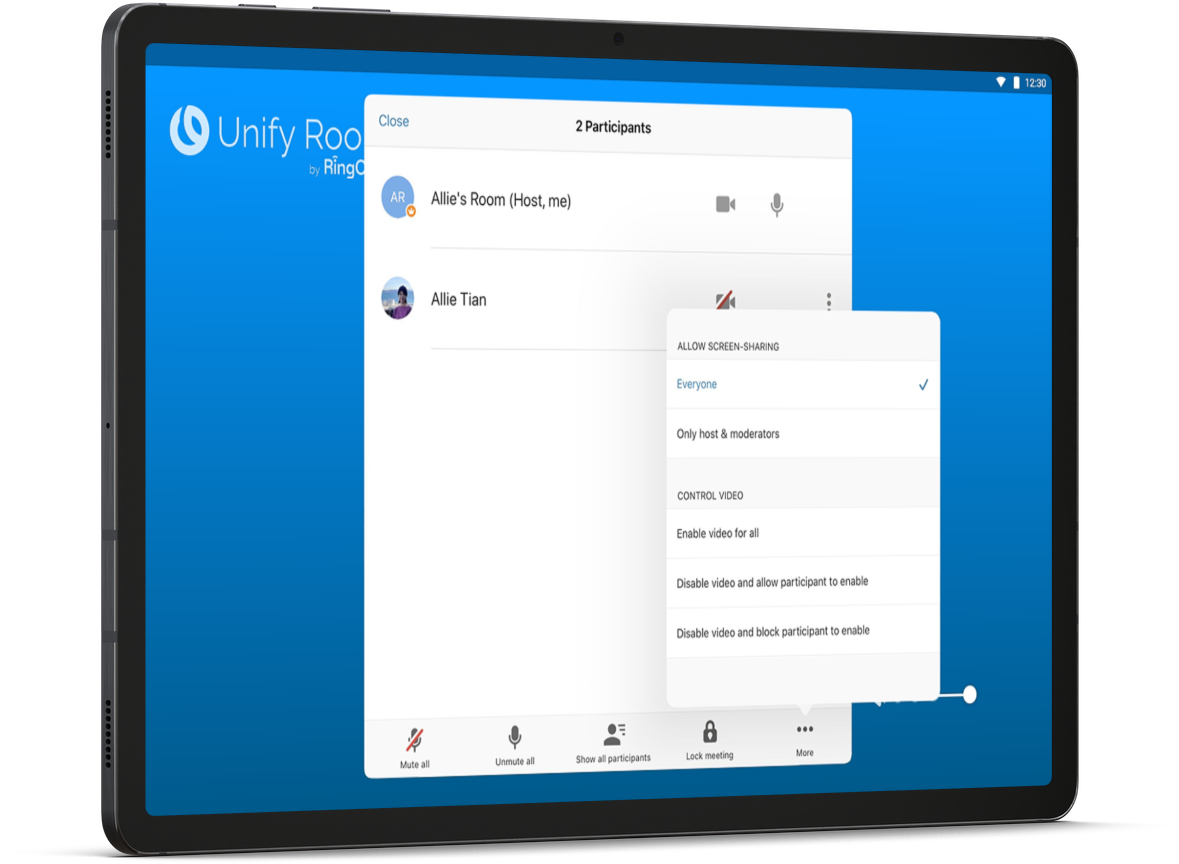 12:30
Unify Roo
by RingC
Close
2 Participants
AR
Allie's Room (Host, me)
Allie Tian
ALLOW SCREEN-SHARING
Everyone
Only host & moderators
CONTROL VIDEO
Enable video for all
Disable video and allow participant to enable
Disable video and block participant to enable
Mute all
Unmute all
Show all participants
Lock meeting
More